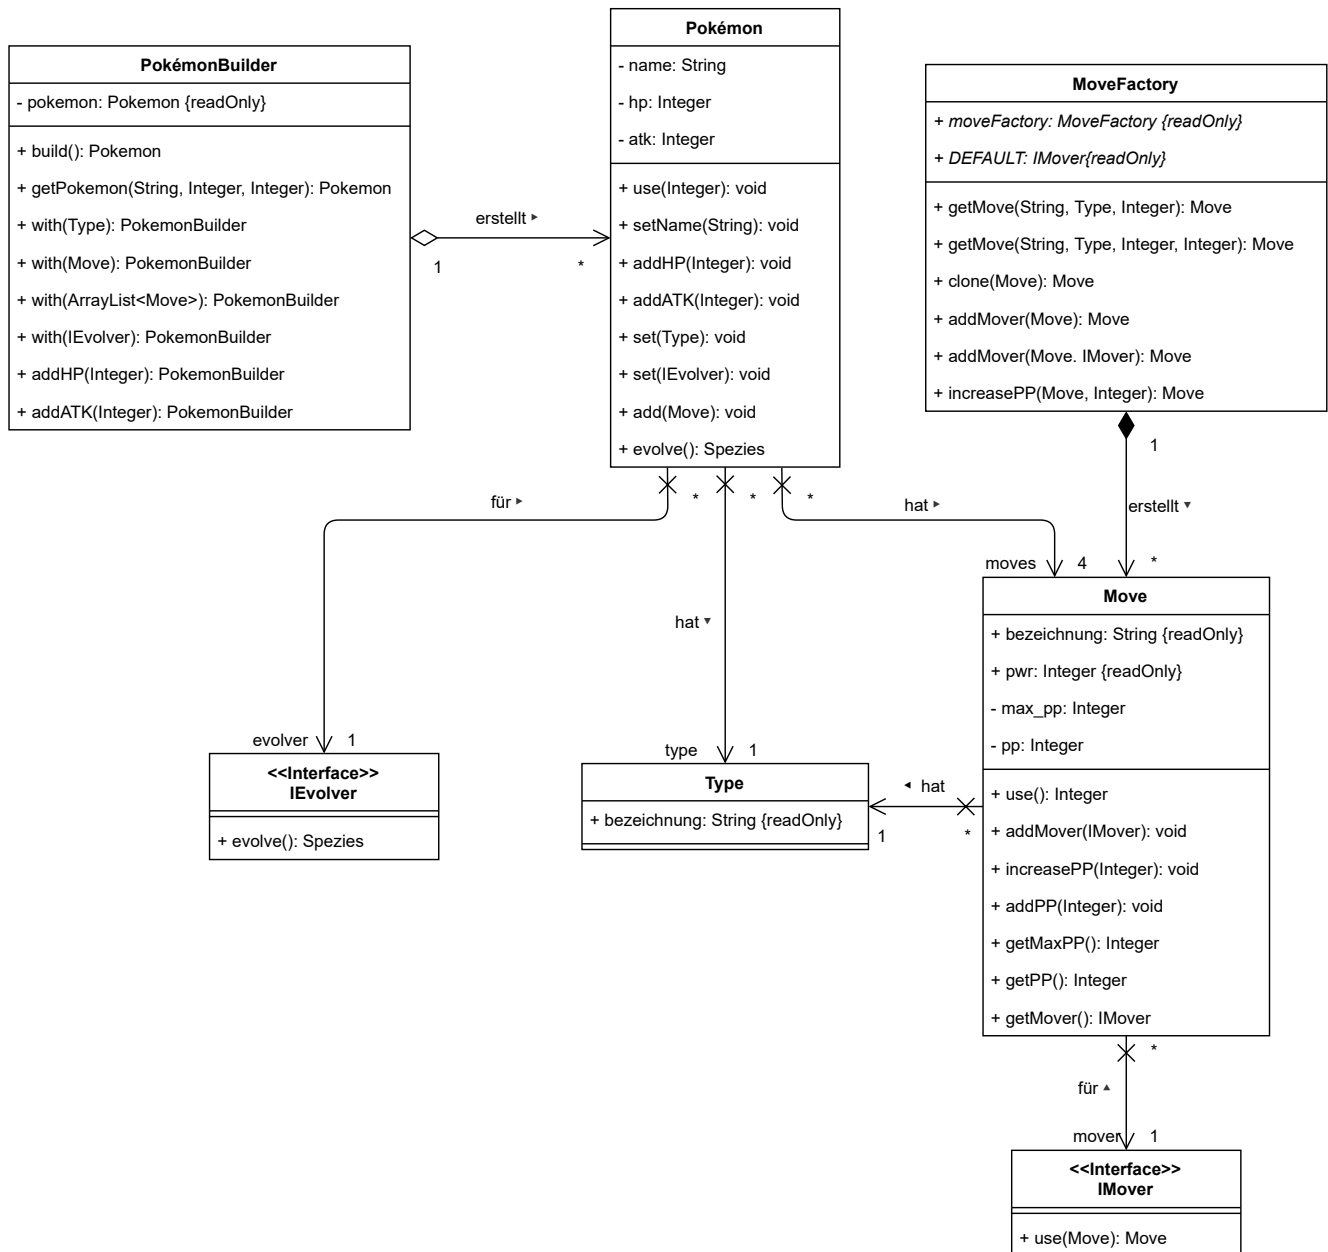 PokémonBuilder
- pokemon: Pokemon {readOnly}
+ build(): Pokemon
+ getPokemon(String, Integer, Integer): Pokemon
+ with(Type): PokemonBuilder
+ with(Move): PokemonBuilder
+ with(ArrayList<Move>): PokemonBuilder
+ with(IEvolver): PokemonBuilder
+ addHP(Integer): PokemonBuilder
+ addATK(Integer): PokemonBuilder
erstellt ▸
1
*
Pokémon
- name: String
- hp: Integer
- atk: Integer
+ use(Integer): void
+ setName(String): void
+ addHP(Integer): void
+ addATK(Integer): void
+ set(Type): void
+ set(IEvolver): void
+ add(Move): void
+ evolve(): Spezies
MoveFactory
+ moveFactory: MoveFactory {readOnly}
+ DEFAULT: IMover{readOnly}
+ getMove(String, Type, Integer): Move
+ getMove(String, Type, Integer, Integer): Move
+ clone(Move): Move
+ addMover(Move): Move
+ addMover(Move. IMover): Move
+ increasePP(Move, Integer): Move
1
erstellt ▾
*
*
*
*
für ▸
hat ▾
hat ▸
evolver
1
type
1
moves
4
<<Interface>>
IEvolver
+ evolve(): Spezies
Type
+ bezeichnung: String {readOnly}
◂ hat
1
*
Move
+ bezeichnung: String {readOnly}
+ pwr: Integer {readOnly}
- max_pp: Integer
- pp: Integer
+ use(): Integer
+ addMover(IMover): void
+ increasePP(Integer): void
+ addPP(Integer): void
+ getMaxPP(): Integer
+ getPP(): Integer
+ getMover(): IMover
*
für ▴
mover
1
<<Interface>>
IMover
+ use(Move): Move